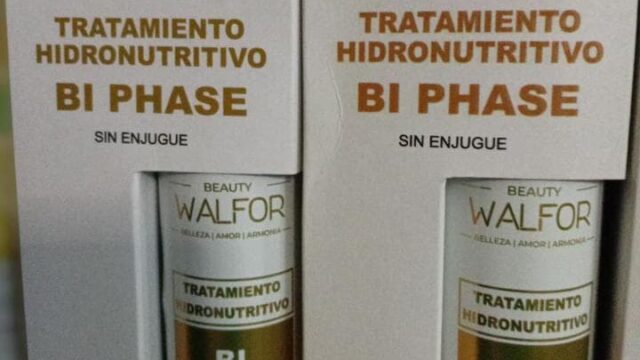 TRATAMIENTO
HIDRONUTRITIVO
BI PHASE
SIN ENJUGUE
BEAUTY
WALFOR
BELLEZA | AMOR | ARMONIA
TRATAMIENTO
HIDRONUTRITIVO
BI
TRATAMIENTO
HIDRONUTRITIVO
BI PHASE
SIN ENJUGUE
BEAUTY
WALFOR
BELLEZA | AMOR | ARMONIA
TRATAMIENTO
HIDRONUTRITIVO